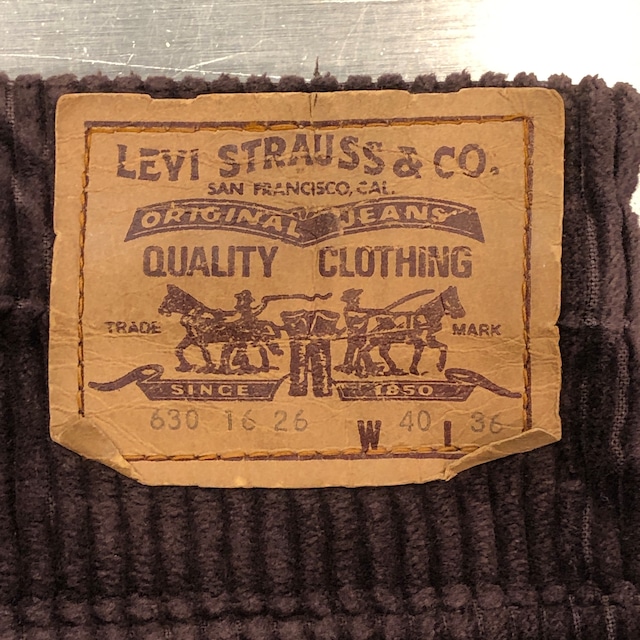 LEVI STRAUSS & CO.
SAN FRANCISCO, CAL.
ORIGINAL JEANS
QUALITY CLOTHING
TRADE MARK
SINCE 1850
630 16 26 W 40 L 36